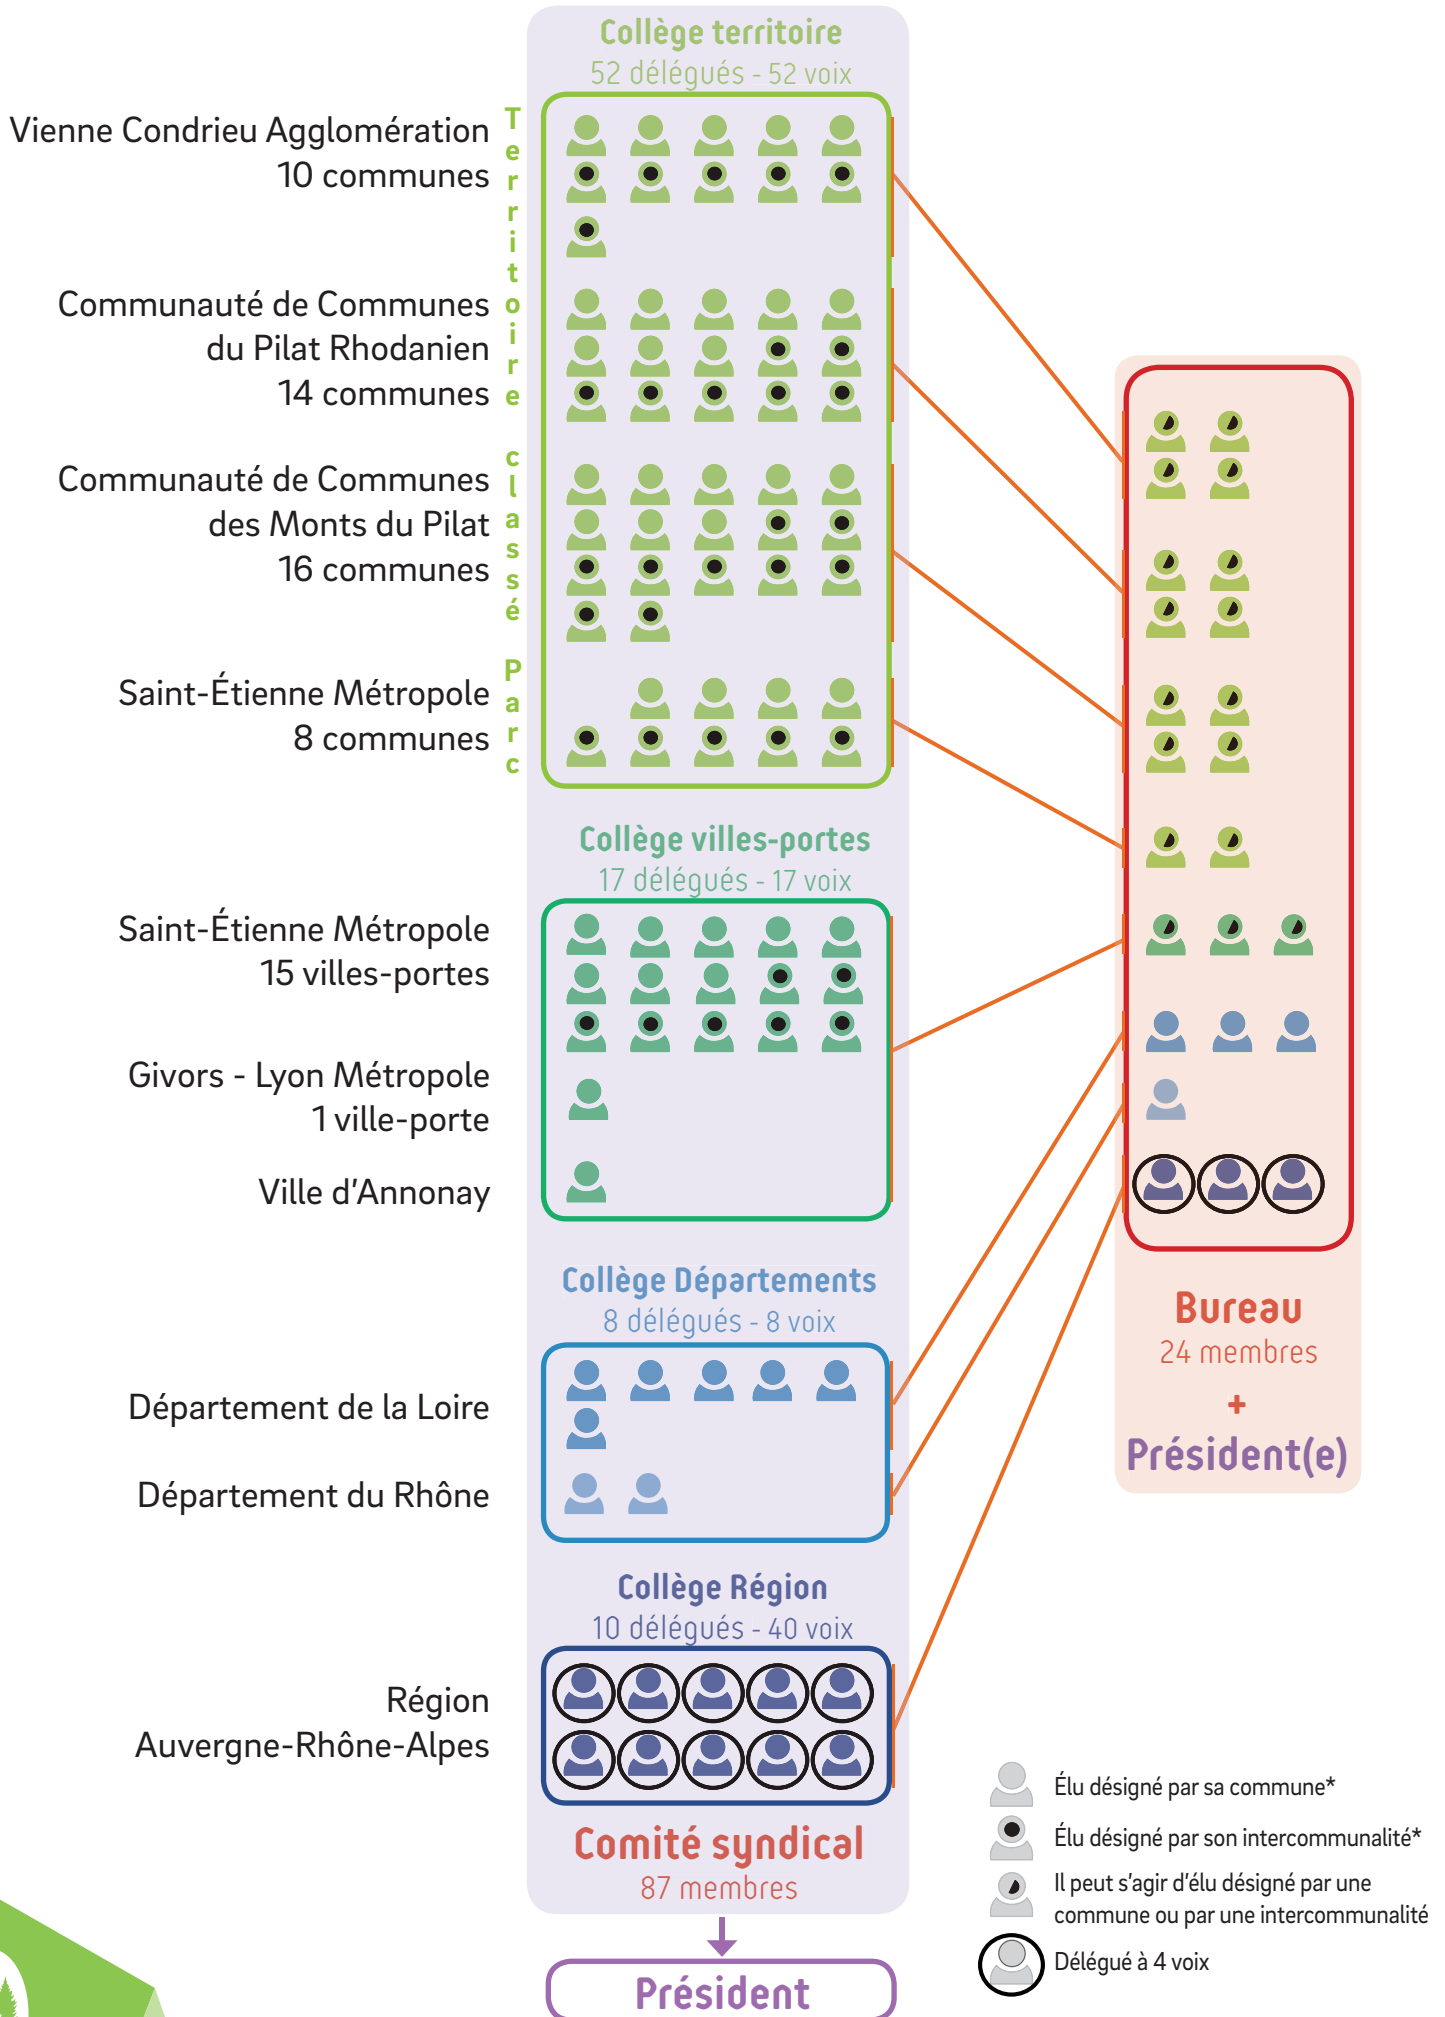 Collège territoire
52 délégués - 52 voix
Vienne Condrieu Agglomération
10 communes
Communauté de Communes
du Pilat Rhodanien
14 communes
Communauté de Communes
des Monts du Pilat
16 communes
Saint-Étienne Métropole
8 communes
Territoire classé Parc
Collège villes-portes
17 délégués - 17 voix
Saint-Étienne Métropole
15 villes-portes
Givors - Lyon Métropole
1 ville-porte
Ville d'Annonay
Collège Départements
8 délégués - 8 voix
Département de la Loire
Département du Rhône
Collège Région
10 délégués - 40 voix
Région
Auvergne-Rhône-Alpes
Comité syndical
87 membres
Président
Bureau
24 membres
+
Président(e)
Élu désigné par sa commune*
Élu désigné par son intercommunalité*
Il peut s'agir d'élu désigné par une
commune ou par une intercommunalité
Délégué à 4 voix